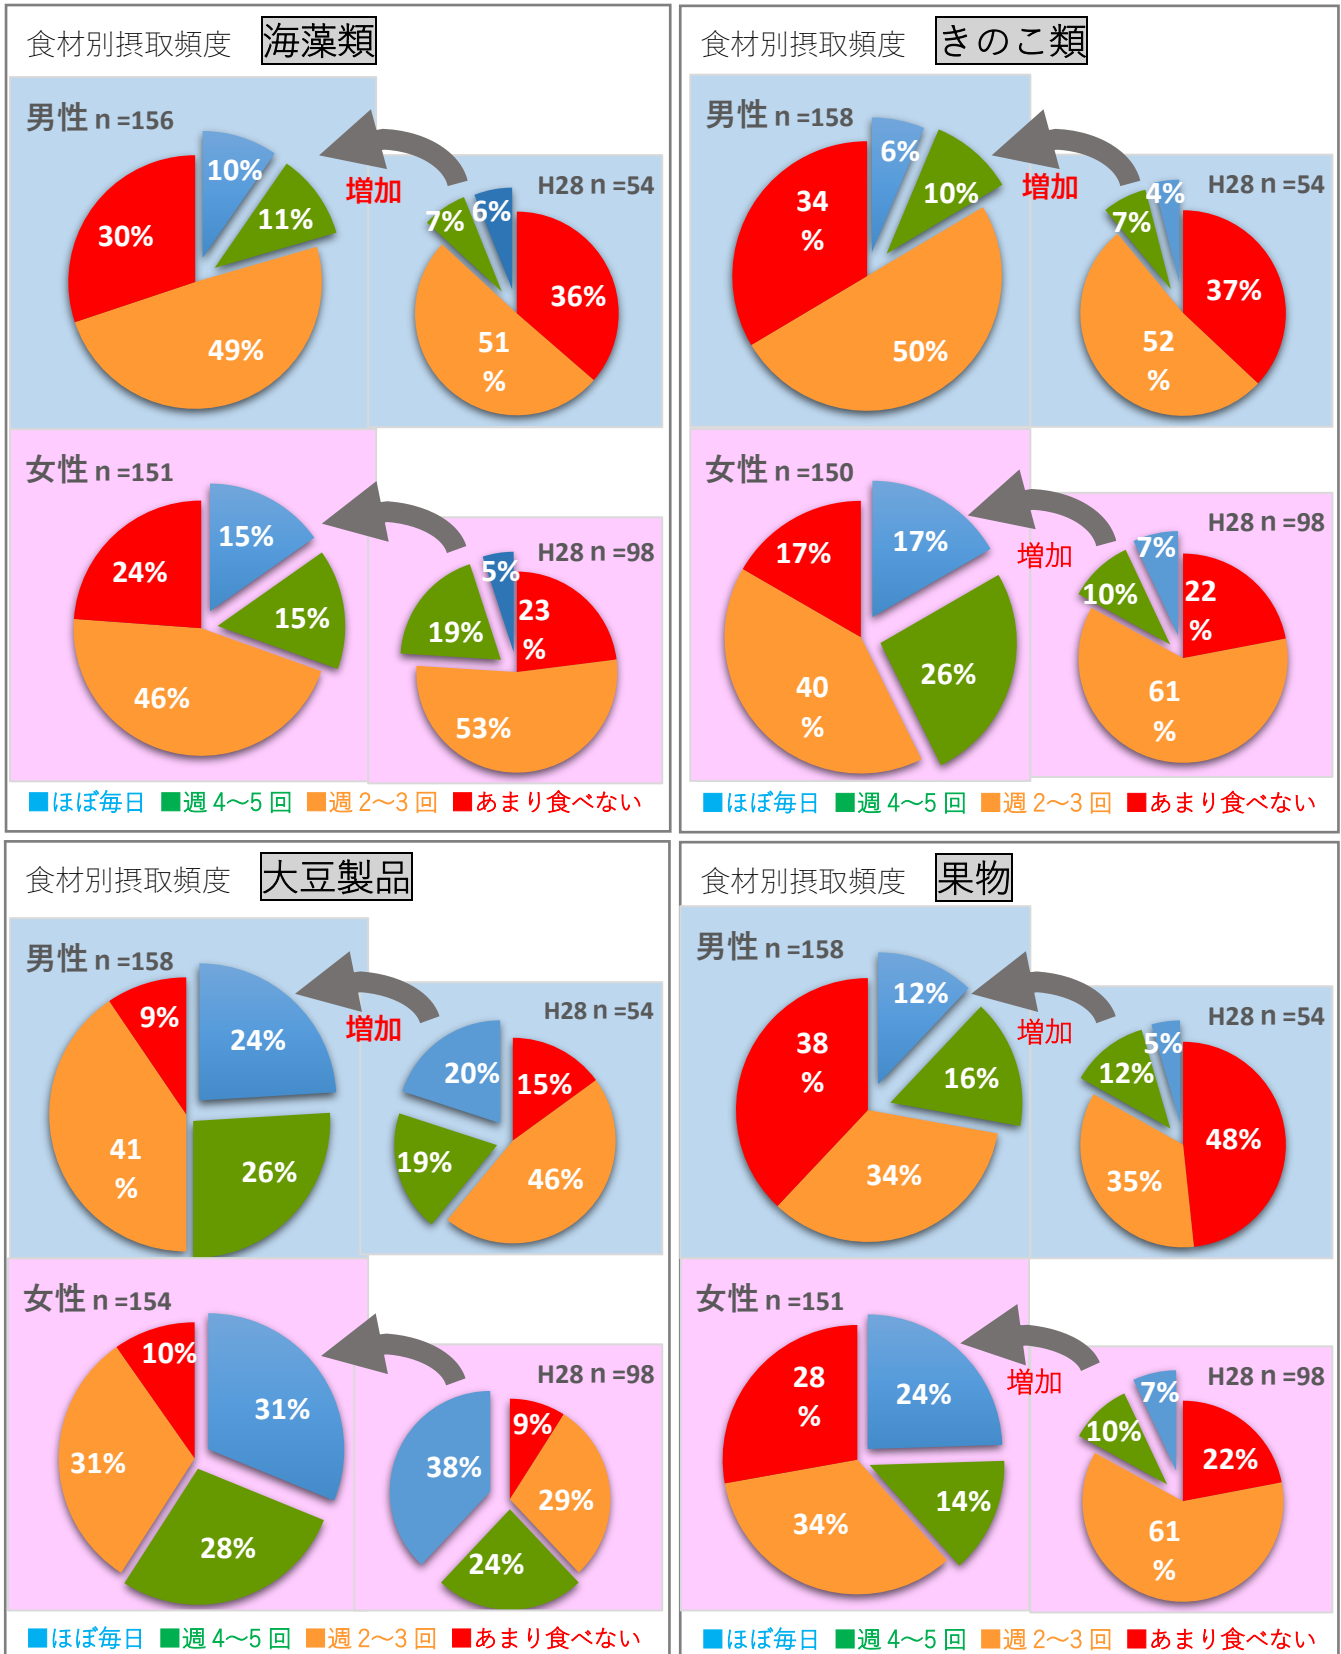 食材別摂取頻度 海藻類
男性 n =156
10%
11%
49%
30%
増加
H28 n =54
6%
7%
36%
51
%
女性 n =151
15%
15%
46%
24%
H28 n =98
5%
19%
23
%
53%
■ほぼ毎日 ■週 4～5 回 ■週 2～3 回 ■あまり食べない
食材別摂取頻度 きのこ類
男性 n =158
6%
10%
50%
34
%
増加
H28 n =54
4%
7%
37%
52
%
女性 n =150
17%
26%
40
%
17%
増加
H28 n =98
7%
10%
22
%
61
%
■ほぼ毎日 ■週 4～5 回 ■週 2～3 回 ■あまり食べない
食材別摂取頻度 大豆製品
男性 n =158
24%
26%
41
%
9%
増加
H28 n =54
20%
19%
15%
46%
女性 n =154
31%
28%
31%
10%
H28 n =98
38%
24%
9%
29%
■ほぼ毎日 ■週 4～5 回 ■週 2～3 回 ■あまり食べない
食材別摂取頻度 果物
男性 n =158
12%
16%
34%
38
%
増加
H28 n =54
5%
12%
48%
35%
女性 n =151
24%
14%
34%
28
%
増加
H28 n =98
7%
10%
22%
61
%
■ほぼ毎日 ■週 4～5 回 ■週 2～3 回 ■あまり食べない